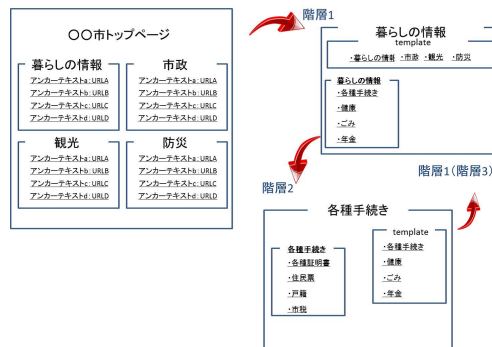 〇〇市トップページ
暮らしの情報
アンカーテキストa:URLA
アンカーテキストb:URLB
アンカーテキストc:URLC
アンカーテキストd:URLD
市政
アンカーテキストa:URLA
アンカーテキストb:URLB
アンカーテキストc:URLC
アンカーテキストd:URLD
観光
アンカーテキストa:URLA
アンカーテキストb:URLB
アンカーテキストc:URLC
アンカーテキストd:URLD
防災
アンカーテキストa:URLA
アンカーテキストb:URLB
アンカーテキストc:URLC
アンカーテキストd:URLD
階層1
暮らしの情報
template
・暮らしの情報 ・市政 ・観光 ・防災
暮らしの情報
・各種手続き
・健康
・ごみ
・年金
階層1(階層3)
階層2
各種手続き
各種手続き
・各種証明書
・住民票
・戸籍
・市税
template
・各種手続き
・健康
・ごみ
・年金